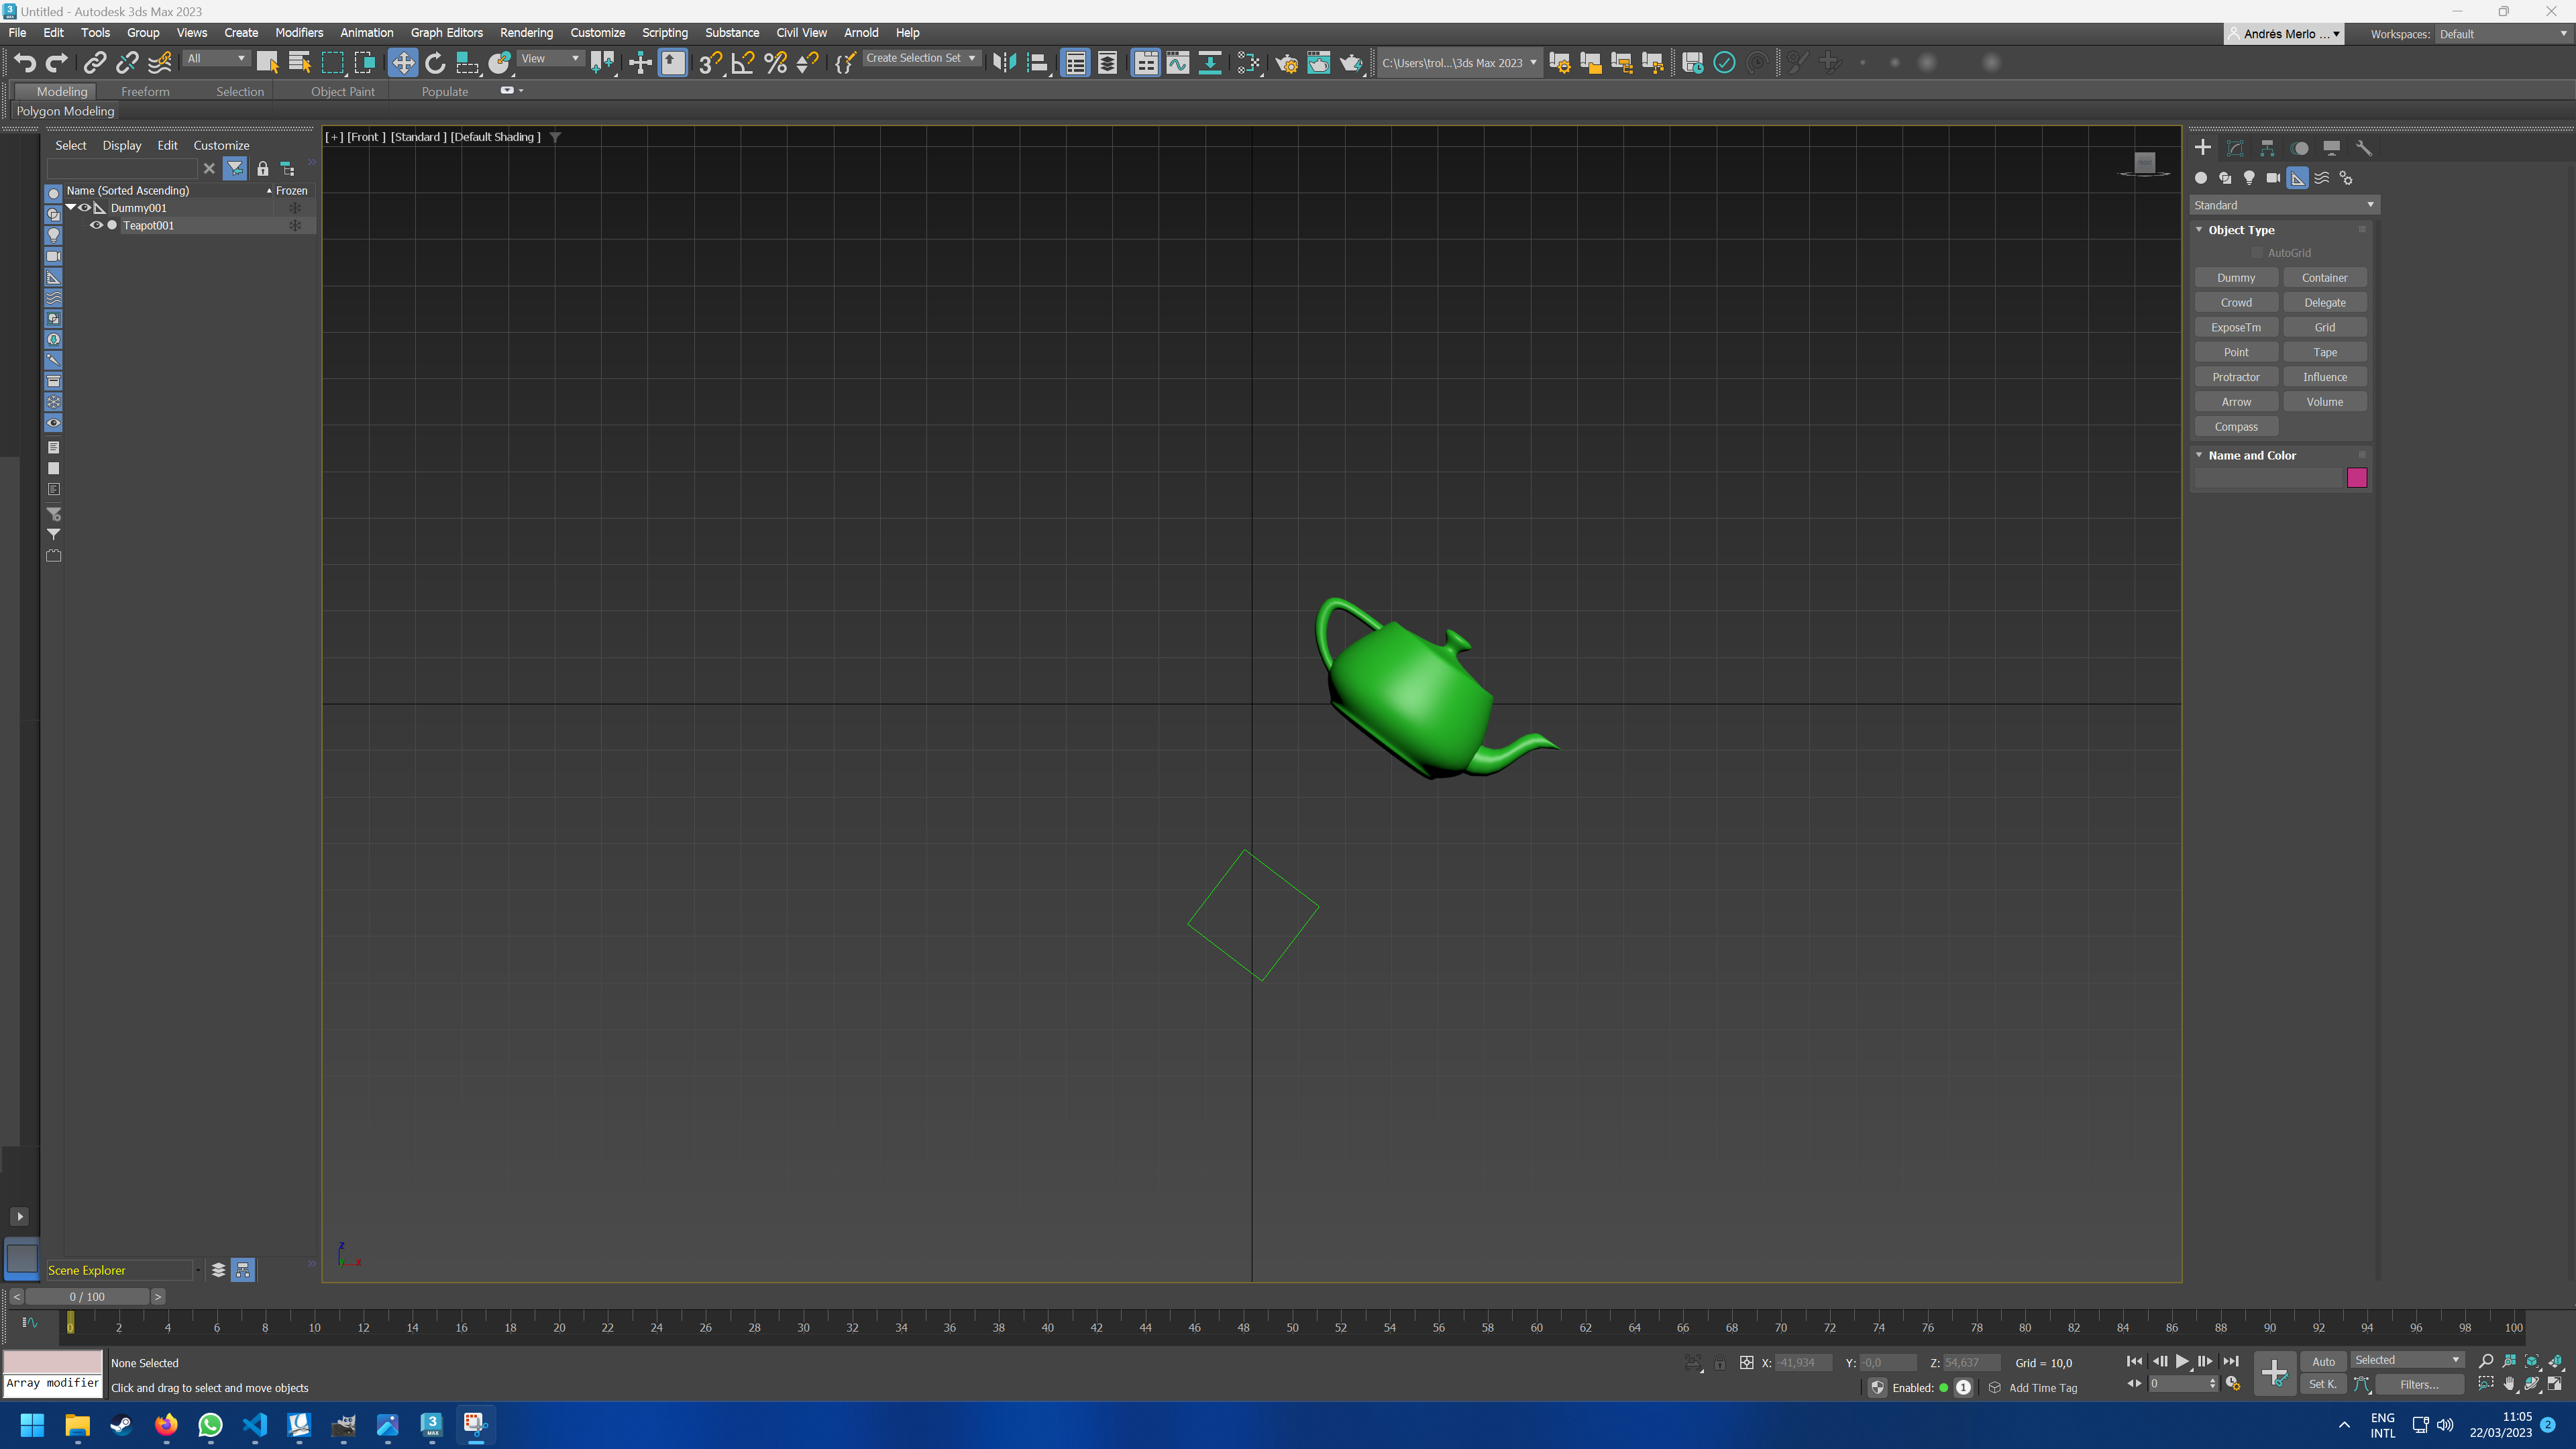 Untitled - Autodesk 3ds Max 2023
File Edit Tools Group Views Create Modifiers Animation Graph Editors Rendering Customize Scripting Substance Civil View Arnold Help
Andrés Merlo ... Workspaces: Default
All View Create Selection Set C:\Users\trol...\3ds Max 2023
Modeling Freeform Selection Object Paint Populate
Polygon Modeling
[+] [Front ] [Standard ] [Default Shading ]
Select Display Edit Customize
Name (Sorted Ascending) Frozen
Dummy001
Teapot001
Standard
Object Type
AutoGrid
Dummy Container
Crowd Delegate
ExposeTm Grid
Point Tape
Protractor Influence
Arrow Volume
Compass
Name and Color
z
x
Scene Explorer
< 0 / 100 >
0 2 4 6 8 10 12 14 16 18 20 22 24 26 28 30 32 34 36 38 40 42 44 46 48 50 52 54 56 58 60 62 64 66 68 70 72 74 76 78 80 82 84 86 88 90 92 94 96 98 100
None Selected X: -41,934 Y: -0,0 Z: 54,637 Grid = 10,0 Auto Selected
Array modifier Click and drag to select and move objects Enabled: 1 Add Time Tag 0 Set K. Filters...
ENG 11:05
INTL 22/03/2023 2